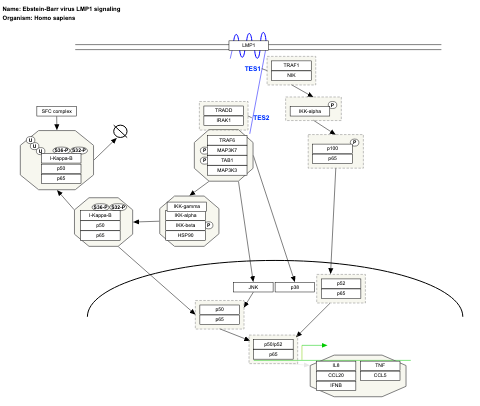 Name: Ebstein-Barr virus LMP1 signaling
Organism: Homo sapiens
LMP1
TES1
TRAF1
NIK
P
IKK-alpha
SFC complex
TRADD
IRAK1
TES2
U
U
U
S36-P
S32-P
I-Kappa-B
p50
p65
TRAF6
P
MAP3K7
P
TAB1
MAP3K3
P
p100
p65
S36-P
S32-P
I-Kappa-B
p50
p65
IKK-gamma
IKK-alpha
IKK-beta
P
HSP90
JNK
p38
p52
p65
p50
p65
p50/p52
p65
IL8
TNF
CCL20
CCL5
IFNB